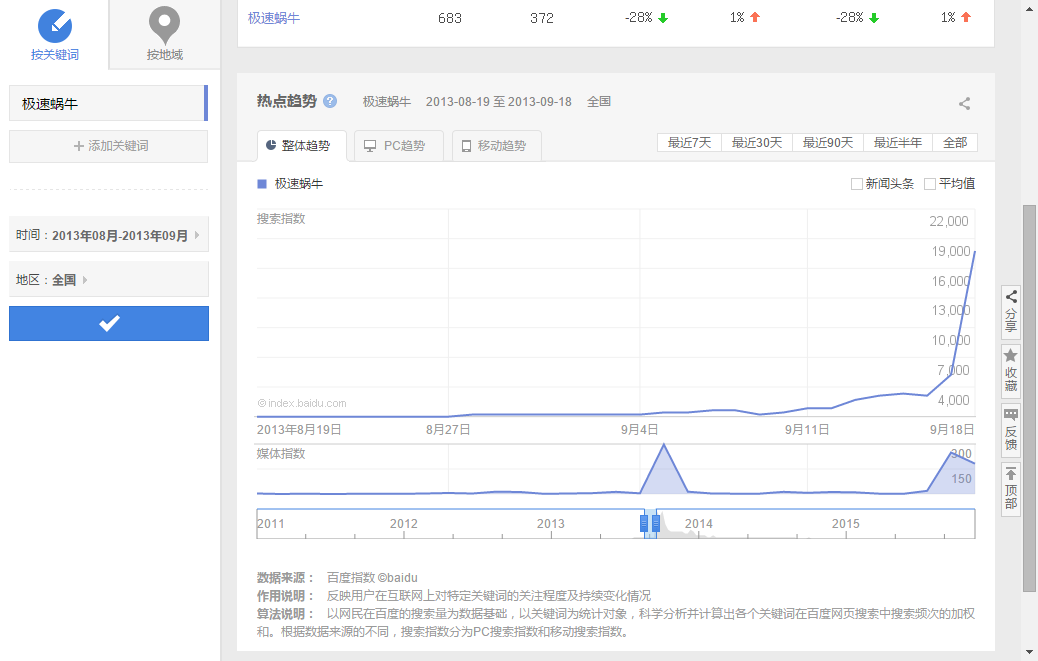 按关键词
按地域
极速蜗牛
+ 添加关键词
时间：2013年08月-2013年09月
地区：全国
极速蜗牛 683 372 -28% 1% -28% 1%
热点趋势 ? 极速蜗牛 2013-08-19 至 2013-09-18 全国
整体趋势 PC趋势 移动趋势 最近7天 最近30天 最近90天 最近半年 全部
极速蜗牛 新闻头条 平均值
搜索指数
22,000
19,000
16,000
13,000
10,000
7,000
4,000
©index.baidu.com
2013年8月19日 8月27日 9月4日 9月11日 9月18日
媒体指数
300
150
2011 2012 2013 2014 2015
数据来源： 百度指数 ©baidu
作用说明： 反映用户在互联网上对特定关键词的关注程度及持续变化情况
算法说明： 以网民在百度的搜索量为数据基础，以关键词为统计对象，科学分析并计算出各个关键词在百度网页搜索中搜索频次的加权
和。根据数据来源的不同，搜索指数分为PC搜索指数和移动搜索指数。
分享
收藏
反馈
顶部